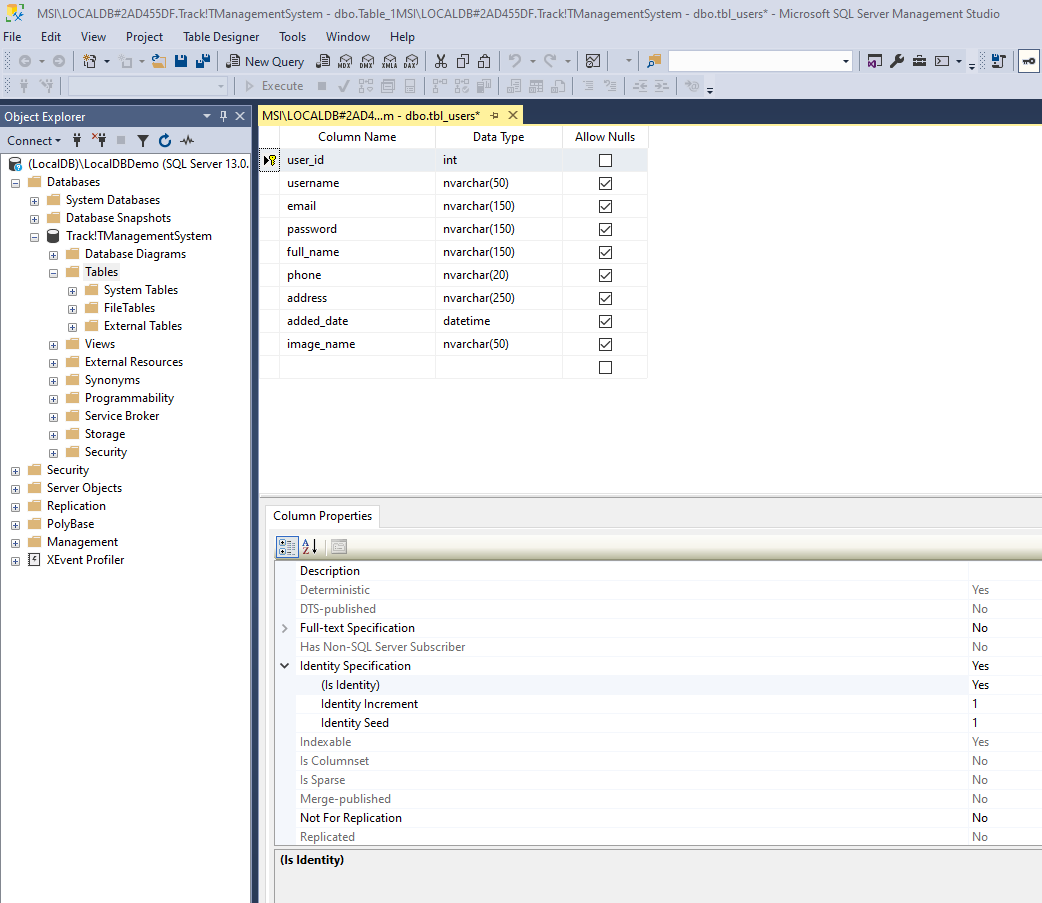 MSI\LOCALDB#2AD455DF.Track!TManagementSystem - dbo.Table_1MSI\LOCALDB#2AD455DF.Track!TManagementSystem - dbo.tbl_users* - Microsoft SQL Server Management Studio
File Edit View Project Table Designer Tools Window Help
New Query MDX DMX XMLA DAX
Execute
Object Explorer
MSI\LOCALDB#2AD4...m - dbo.tbl_users*
Connect
(LocalDB)\LocalDBDemo (SQL Server 13.0.
Databases
System Databases
Database Snapshots
Track!TManagementSystem
Database Diagrams
Tables
System Tables
FileTables
External Tables
Views
External Resources
Synonyms
Programmability
Service Broker
Storage
Security
Security
Server Objects
Replication
PolyBase
Management
XEvent Profiler
Column Name Data Type Allow Nulls
user_id int
username nvarchar(50)
email nvarchar(150)
password nvarchar(150)
full_name nvarchar(150)
phone nvarchar(20)
address nvarchar(250)
added_date datetime
image_name nvarchar(50)
Column Properties
Description
Deterministic Yes
DTS-published No
Full-text Specification No
Has Non-SQL Server Subscriber No
Identity Specification Yes
(Is Identity) Yes
Identity Increment 1
Identity Seed 1
Indexable Yes
Is Columnset No
Is Sparse No
Merge-published No
Not For Replication No
Replicated No
(Is Identity)